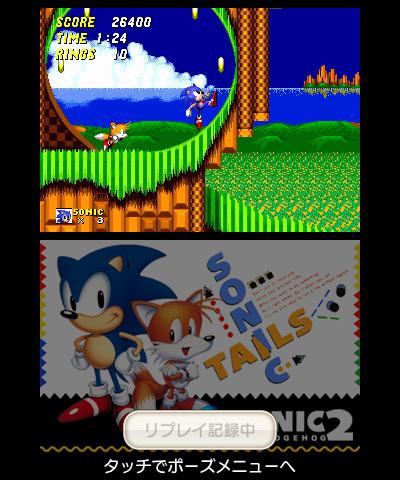 SCORE 26400
TIME 1:24
RINGS 10
SONIC
× 3
SONIC
TAILS
NIC 2
リプレイ記録中
タッチでポーズメニューへ